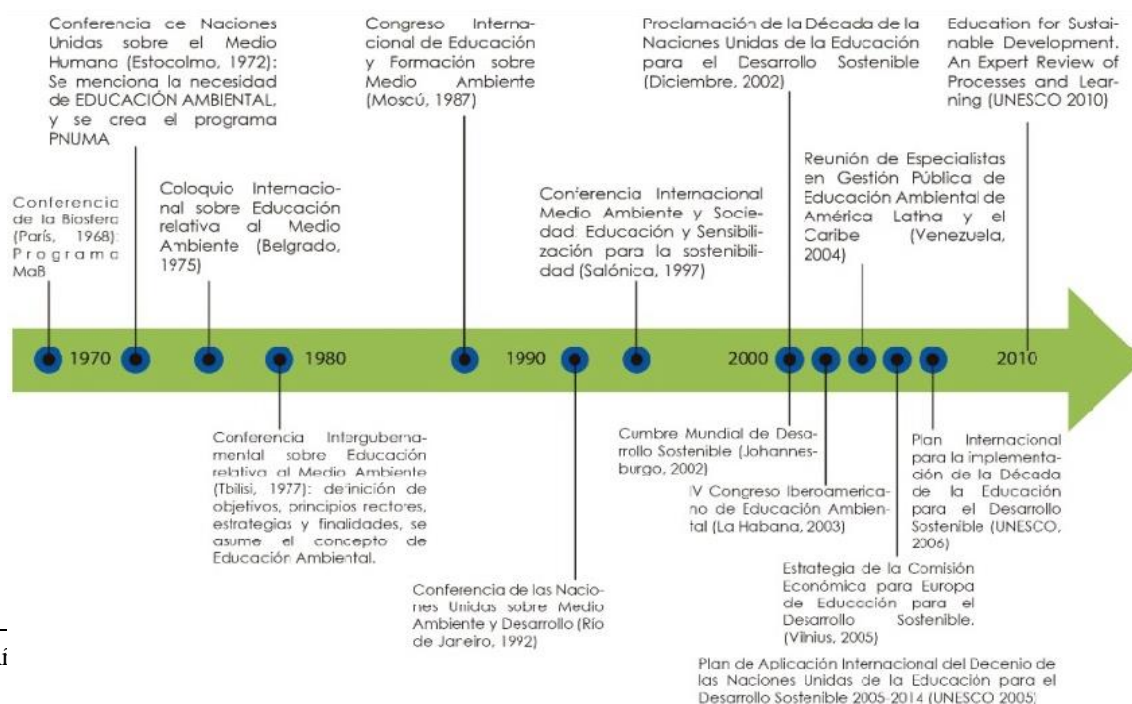 Conferencia de Naciones
Unidas sobre el Medio
Humano (Estocolmo, 1972):
Se menciona la necesidad
de EDUCACIÓN AMBIENTAL,
y se crea el programa
PNUMA
Congreso Interna-
cional de Educación
y Formación sobre
Medio Ambiente
(Moscú, 1987)
Proclamación de la Década de la
Naciones Unidas de la Educación
para el Desarrollo Sostenible
(Diciembre, 2002)
Education for Sustai-
nable Development.
An Expert Review of
Processes and Lear-
ning (UNESCO 2010)
Conferencia
de la Biosfera
(París, 1968):
Programa
MaB
Coloquio Internacio-
nal sobre Educación
relativa al Medio
Ambiente (Belgrado,
1975)
Conferencia Internacional
Medio Ambiente y Socie-
dad: Educación y Sensibil-
ización para la sostenibili-
dad (Salónica, 1997)
Reunión de Especialistas
en Gestión Pública de
Educación Ambiental de
América Latina y el
Caribe (Venezuela,
2004)
1970
1980
1990
2000
2010
Conferencia Interguberna-
mental sobre Educación
relativa al Medio Ambiente
(Tbilisi, 1977): definición de
objetivos, principios rectores,
estrategias y finalidades, se
asume el concepto de
Educación Ambiental.
Conferencia de las Nacio-
nes Unidas sobre Medio
Ambiente y Desarrollo (Río
de Janeiro, 1992)
Cumbre Mundial de Desa-
rrollo Sostenible (Johannes-
burgo, 2002)
IV Congreso Iberoamerica-
no de Educación Ambien-
tal (La Habana, 2003)
Estrategia de la Comisión
Económica para Europa
de Educación para el
Desarrollo Sostenible.
(Vilnius, 2005)
Plan Internacional
para la implementa-
ción de la Década
de la Educación
para el Desarrollo
Sostenible (UNESCO,
2006)
Plan de Aplicación Internacional del Decenio de
las Naciones Unidas de la Educación para el
Desarrollo Sostenible 2005-2014 (UNESCO 2005)